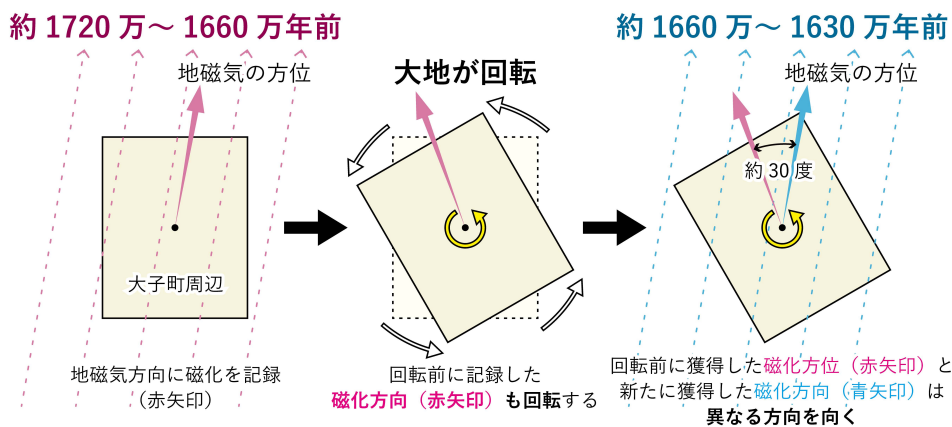 約 1720 万～ 1660 万年前
地磁気の方位
大子町周辺
地磁気方向に磁化を記録
（赤矢印）
大地が回転
回転前に記録した
磁化方向（赤矢印）も回転する
約 1660 万～ 1630 万年前
地磁気の方位
約 30 度
回転前に獲得した磁化方位（赤矢印）と
新たに獲得した磁化方向（青矢印）は
異なる方向を向く